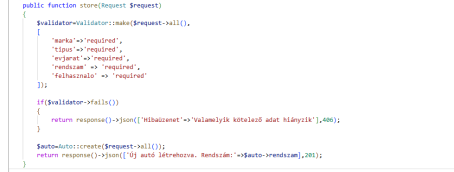 public function store(Request $request)
{
$validator=Validator::make($request->all(),
[
'marka'=>'required',
'tipus'=>'required',
'evjarat'=>'required',
'rendszam' => 'required',
'felhasznalo' => 'required'
]);
if($validator->fails())
{
return response()->json(['Hibaüzenet'=>'Valamelyik kötelező adat hiányzik'],406);
}
$auto=Auto::create($request->all());
return response()->json(['Új autó létrehozva. Rendszám:'=>$auto->rendszam],201);
}